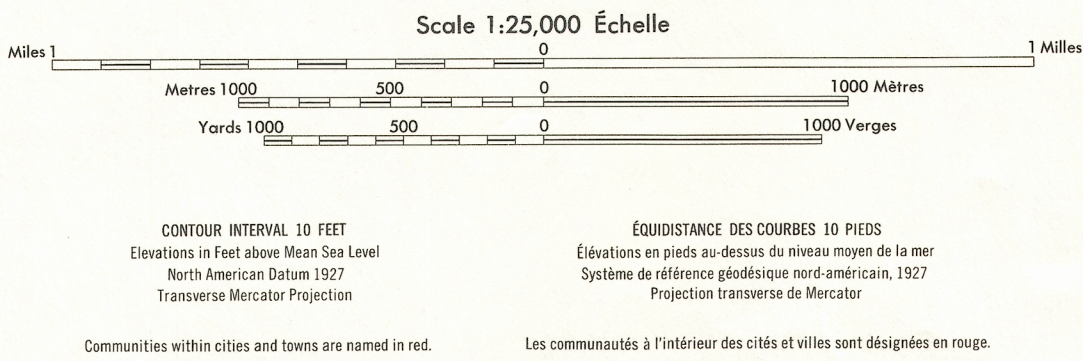 Scale 1:25,000 Échelle
Miles 1 0 1 Milles
Metres 1000 500 0 1000 Mètres
Yards 1000 500 0 1000 Verges
CONTOUR INTERVAL 10 FEET
Elevations in Feet above Mean Sea Level
North American Datum 1927
Transverse Mercator Projection
ÉQUIDISTANCE DES COURBES 10 PIEDS
Élévations en pieds au-dessus du niveau moyen de la mer
Système de référence géodésique nord-américain, 1927
Projection transverse de Mercator
Communities within cities and towns are named in red.
Les communautés à l'intérieur des cités et villes sont désignées en rouge.